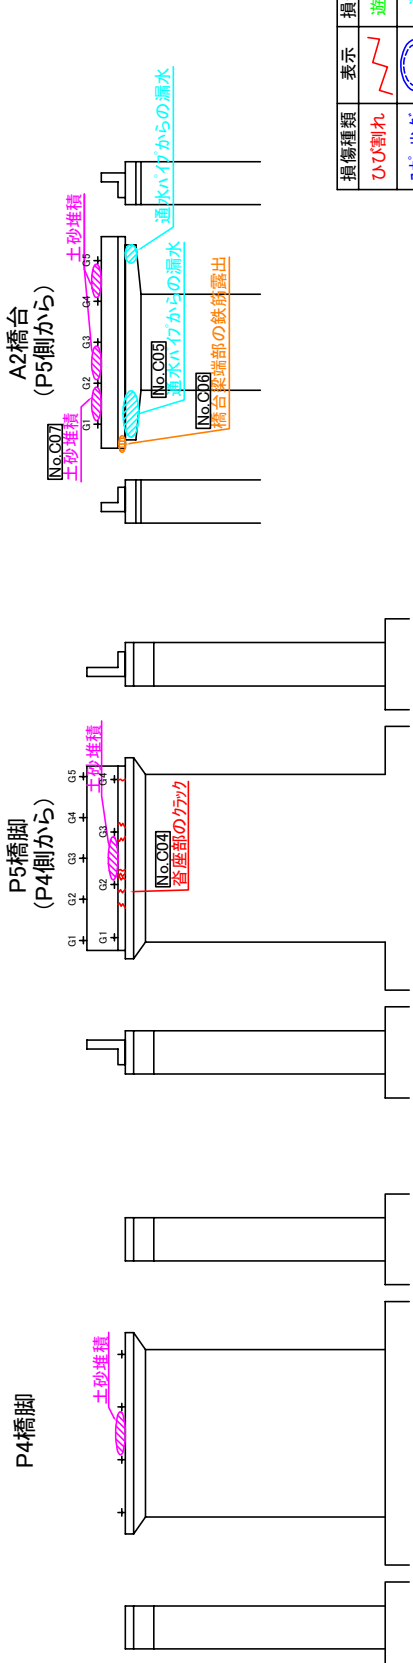 P4橋脚
土砂堆積
P5橋脚
(P4側から)
G1
G2
G3
G4
G5
土砂堆積
G1
G2
G3
G4
No.C04
沓座部のクラック
A2橋台
(P5側から)
No.C07
土砂堆積
土砂堆積
G1
G2
G3
G4
G5
No.C05
通水パイプからの漏水
通水パイプからの漏水
No.C06
橋台梁端部の鉄筋露出
損傷種類
表示
ひび割れ